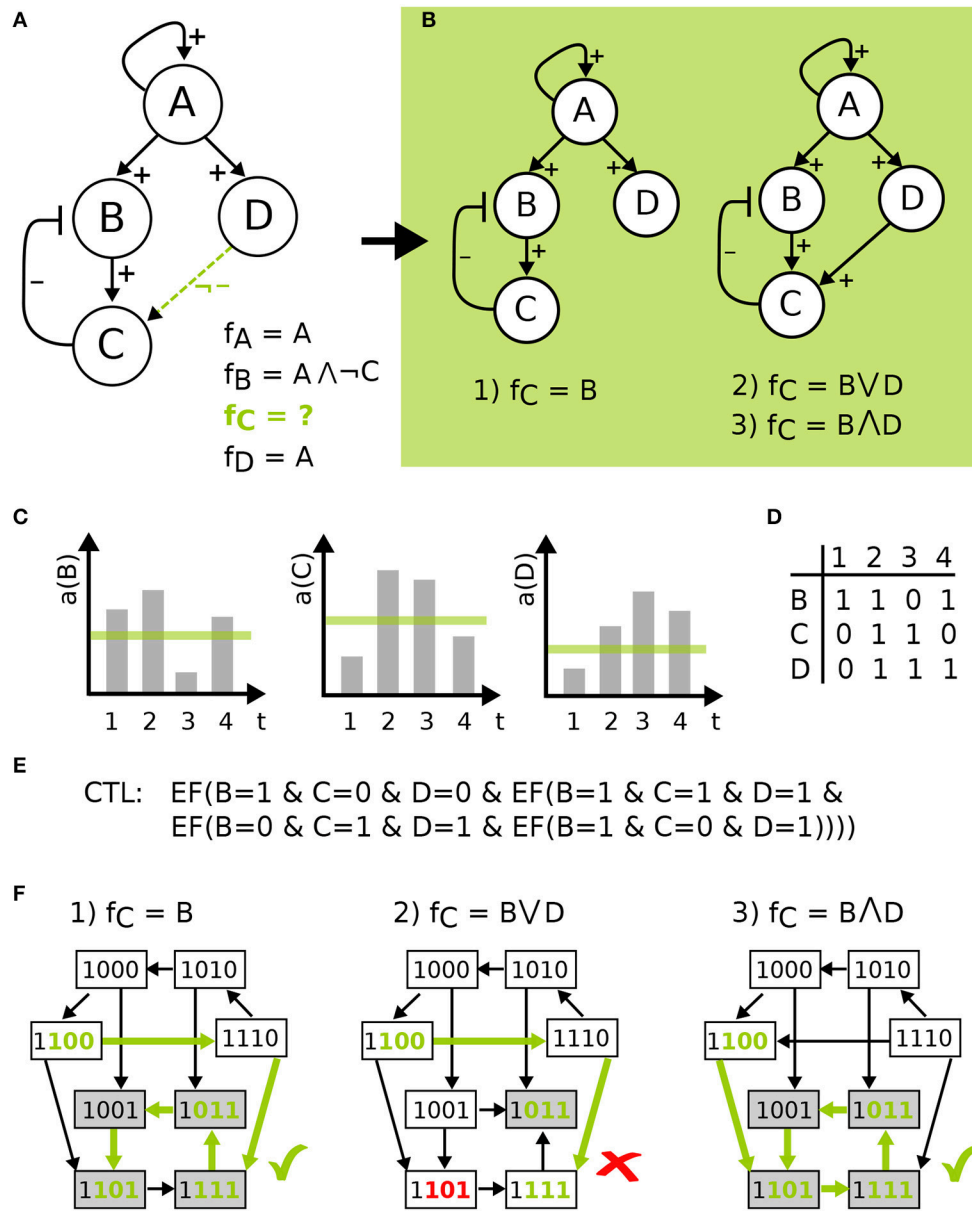 A
+
A
+
+
B
D
+
¬−
−
C
fA = A
fB = A ∧¬C
fC = ?
fD = A
B
+
A
+
+
B
D
+
−
C
1) fC = B
+
A
+
+
B
D
+
−
+
C
2) fC = B∨D
3) fC = B∧D
C
a(B)
1 2 3 4 t
a(C)
1 2 3 4 t
a(D)
1 2 3 4 t
D
1 2 3 4
B 1 1 0 1
C 0 1 1 0
D 0 1 1 1
E
CTL: EF(B=1 & C=0 & D=0 & EF(B=1 & C=1 & D=1 &
EF(B=0 & C=1 & D=1 & EF(B=1 & C=0 & D=1))))
F
1) fC = B
1000 1010
1100 1110
1001 1011
1101 1111
2) fC = B∨D
1000 1010
1100 1110
1001 1011
1101 1111
3) fC = B∧D
1000 1010
1100 1110
1001 1011
1101 1111